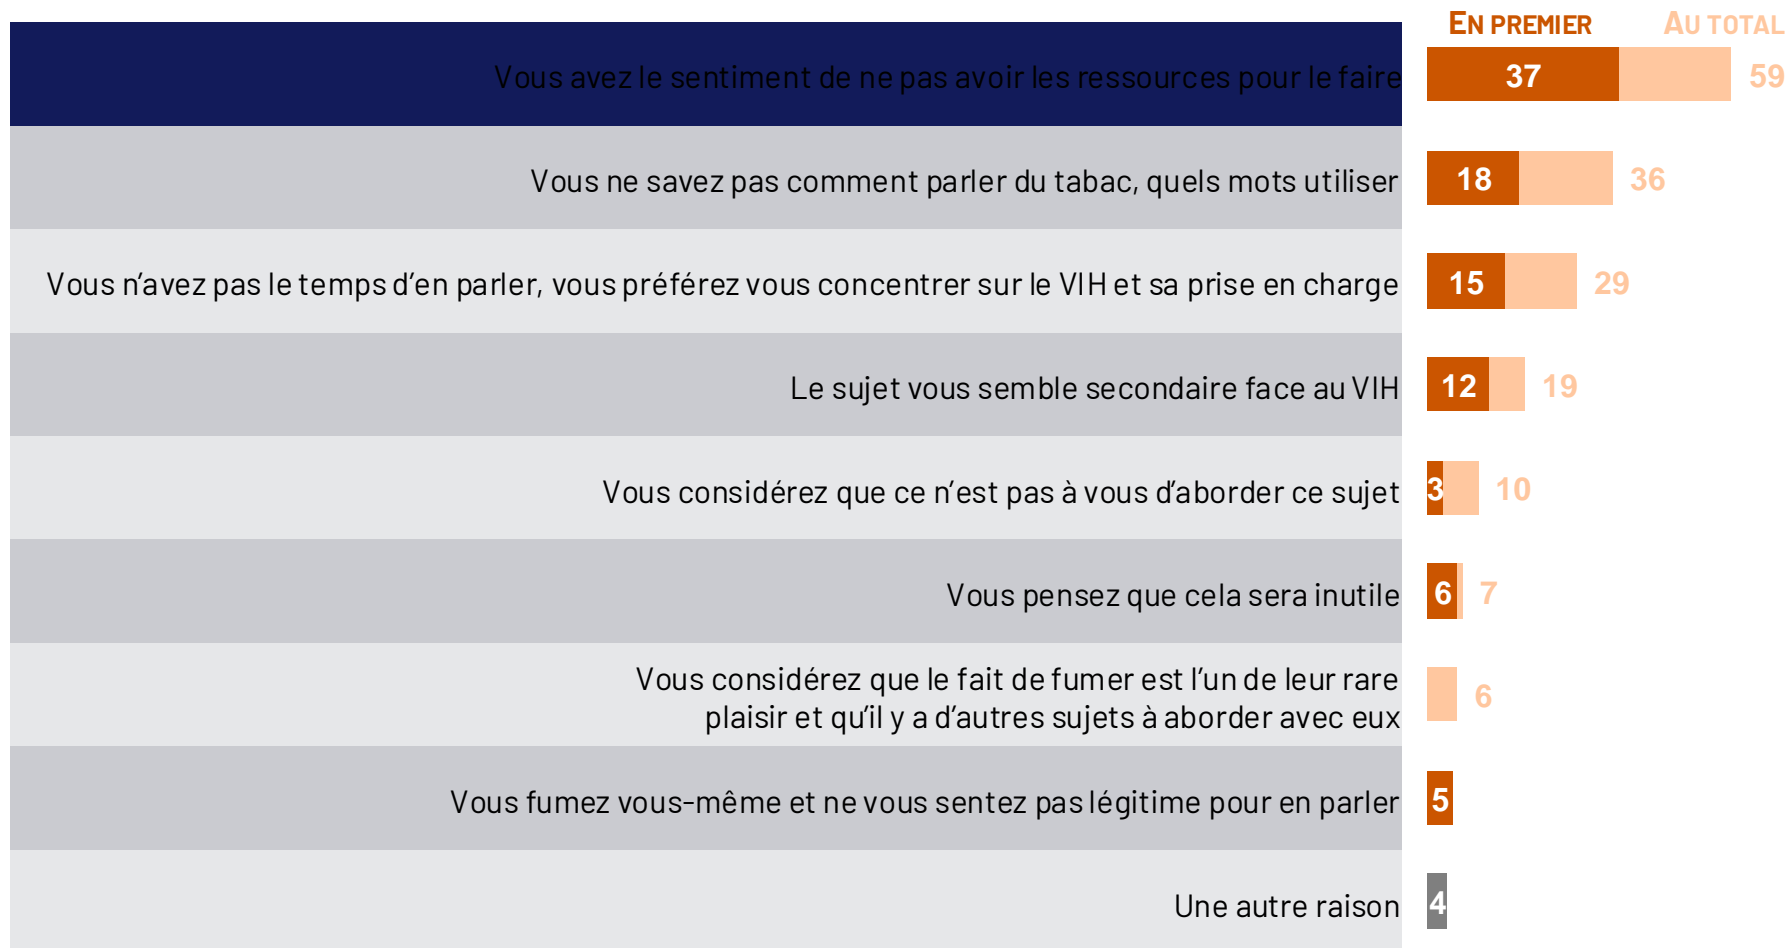 EN PREMIER AU TOTAL
Vous avez le sentiment de ne pas avoir les ressources pour le faire 37 59
Vous ne savez pas comment parler du tabac, quels mots utiliser 18 36
Vous n’avez pas le temps d’en parler, vous préférez vous concentrer sur le VIH et sa prise en charge 15 29
Le sujet vous semble secondaire face au VIH 12 19
Vous considérez que ce n’est pas à vous d’aborder ce sujet 3 10
Vous pensez que cela sera inutile 6 7
Vous considérez que le fait de fumer est l’un de leur rare
plaisir et qu’il y a d’autres sujets à aborder avec eux 6
Vous fumez vous-même et ne vous sentez pas légitime pour en parler 5
Une autre raison 4